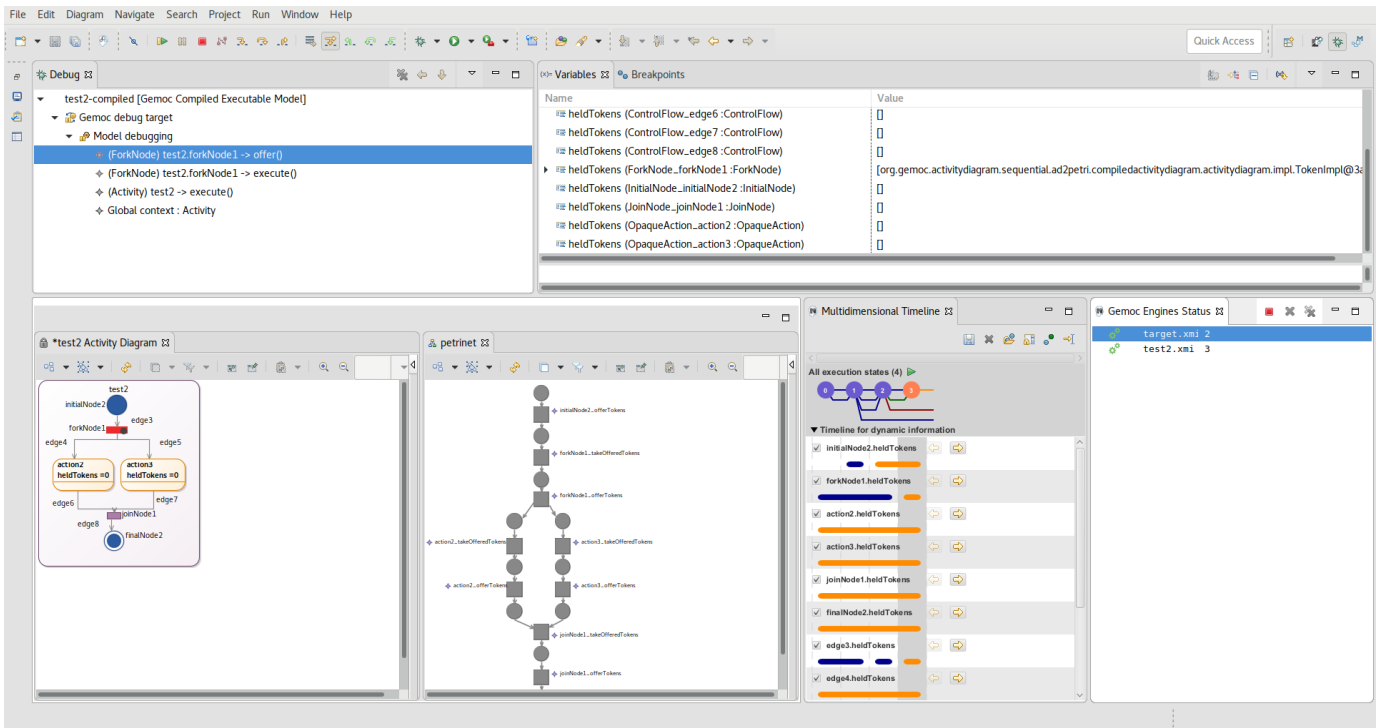 File Edit Diagram Navigate Search Project Run Window Help
Quick Access
Debug
test2-compiled [Gemoc Compiled Executable Model]
Gemoc debug target
Model debugging
(ForkNode) test2.forkNode1 -> offer()
(ForkNode) test2.forkNode1 -> execute()
(Activity) test2 -> execute()
Global context : Activity
(x)= Variables Breakpoints
Name Value
heldTokens (ControlFlow_edge6 :ControlFlow) []
heldTokens (ControlFlow_edge7 :ControlFlow) []
heldTokens (ControlFlow_edge8 :ControlFlow) []
heldTokens (ForkNode_forkNode1 :ForkNode) [org.gemoc.activitydiagram.sequential.ad2petri.compiledactivitydiagram.activitydiagram.impl.TokenImpl@3a
heldTokens (InitialNode_initialNode2 :InitialNode) []
heldTokens (JoinNode_joinNode1 :JoinNode) []
heldTokens (OpaqueAction_action2 :OpaqueAction) []
heldTokens (OpaqueAction_action3 :OpaqueAction) []
*test2 Activity Diagram
test2
initialNode2
edge3
forkNode1
edge4 edge5
action2 action3
heldTokens =0 heldTokens =0
edge6 edge7
joinNode1
edge8
finalNode2
petrinet
initialNode2_offerTokens
forkNode1_takeOfferedTokens
forkNode1_offerTokens
action2_takeOfferedTokens action3_takeOfferedTokens
action2_offerTokens action3_offerTokens
joinNode1_takeOfferedTokens
joinNode1_offerTokens
Multidimensional Timeline
All execution states (4)
0 1 2 3
Timeline for dynamic information
initialNode2.heldTokens
forkNode1.heldTokens
action2.heldTokens
action3.heldTokens
joinNode1.heldTokens
finalNode2.heldTokens
edge3.heldTokens
edge4.heldTokens
Gemoc Engines Status
target.xmi 2
test2.xmi 3